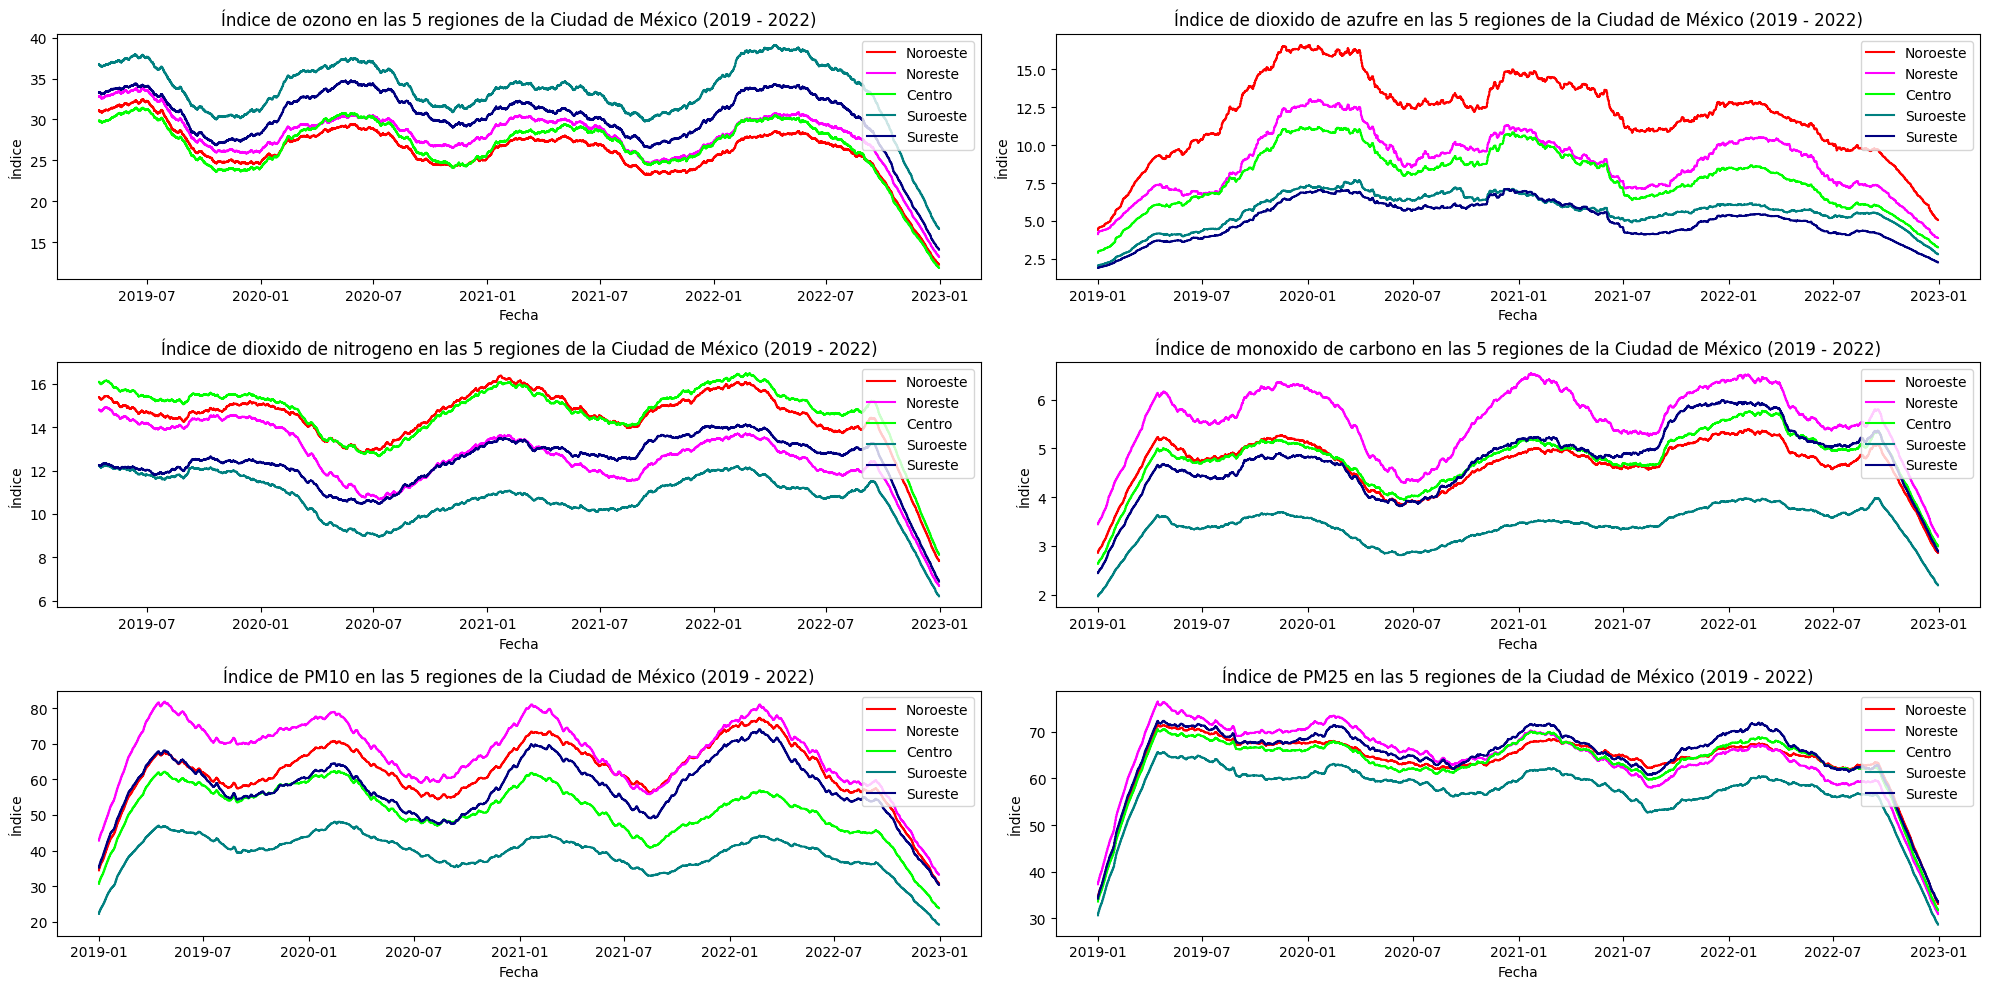 Índice de ozono en las 5 regiones de la Ciudad de México (2019 - 2022)
40
35
30
25
20
15
Índice
Noroeste
Noreste
Centro
Suroeste
Sureste
2019-07 2020-01 2020-07 2021-01 2021-07 2022-01 2022-07 2023-01
Fecha
Índice de dioxido de azufre en las 5 regiones de la Ciudad de México (2019 - 2022)
15.0
12.5
10.0
7.5
5.0
2.5
Índice
Noroeste
Noreste
Centro
Suroeste
Sureste
2019-01 2019-07 2020-01 2020-07 2021-01 2021-07 2022-01 2022-07 2023-01
Fecha
Índice de dioxido de nitrogeno en las 5 regiones de la Ciudad de México (2019 - 2022)
16
14
12
10
8
6
Índice
Noroeste
Noreste
Centro
Suroeste
Sureste
2019-07 2020-01 2020-07 2021-01 2021-07 2022-01 2022-07 2023-01
Fecha
Índice de monoxido de carbono en las 5 regiones de la Ciudad de México (2019 - 2022)
6
5
4
3
2
Índice
Noroeste
Noreste
Centro
Suroeste
Sureste
2019-01 2019-07 2020-01 2020-07 2021-01 2021-07 2022-01 2022-07 2023-01
Fecha
Índice de PM10 en las 5 regiones de la Ciudad de México (2019 - 2022)
80
70
60
50
40
30
20
Índice
Noroeste
Noreste
Centro
Suroeste
Sureste
2019-01 2019-07 2020-01 2020-07 2021-01 2021-07 2022-01 2022-07 2023-01
Fecha
Índice de PM25 en las 5 regiones de la Ciudad de México (2019 - 2022)
70
60
50
40
30
Índice
Noroeste
Noreste
Centro
Suroeste
Sureste
2019-01 2019-07 2020-01 2020-07 2021-01 2021-07 2022-01 2022-07 2023-01
Fecha